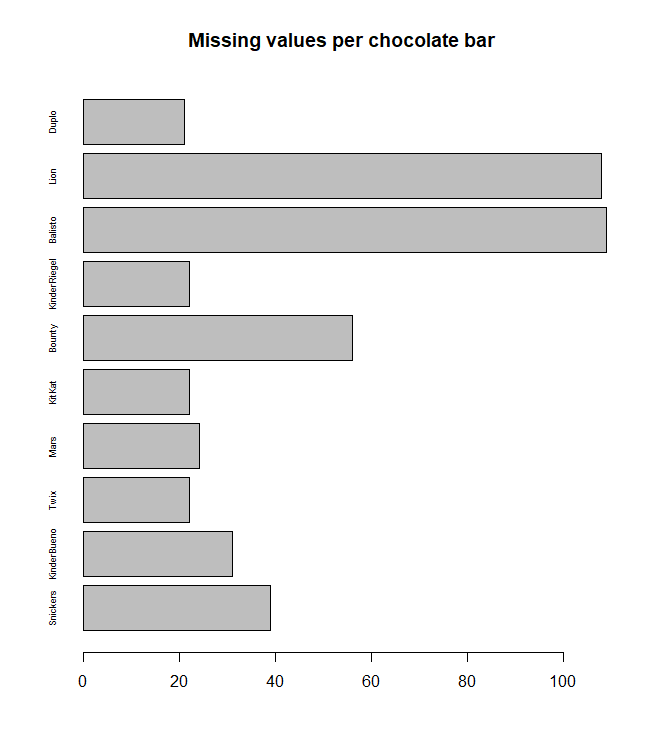 Missing values per chocolate bar
Duplo
Lion
Balisto
KinderRiegel
Bounty
KitKat
Mars
Twix
KinderBueno
Snickers
0 20 40 60 80 100